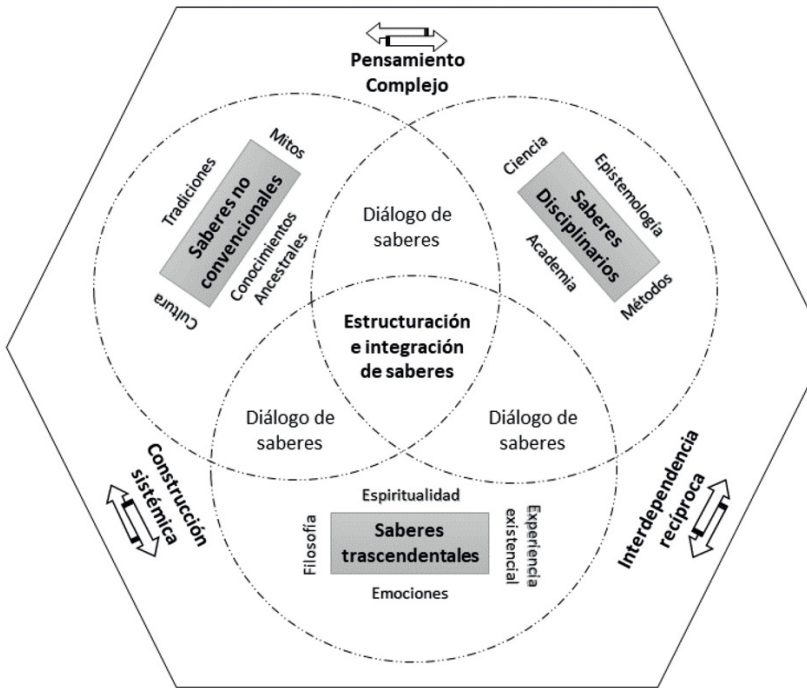 Pensamiento
Complejo
Mitos
Tradiciones
Saberes no
convencionales
Conocimientos
Ancestrales
Cultura
Ciencia
Epistemología
Saberes
Disciplinarios
Academia
Métodos
Diálogo de
saberes
Estructuración
e integración
de saberes
Diálogo de
saberes
Diálogo de
saberes
Construcción
sistémica
Interdependencia
recíproca
Espiritualidad
Filosofía
Saberes
trascendentales
Experiencia
existencial
Emociones